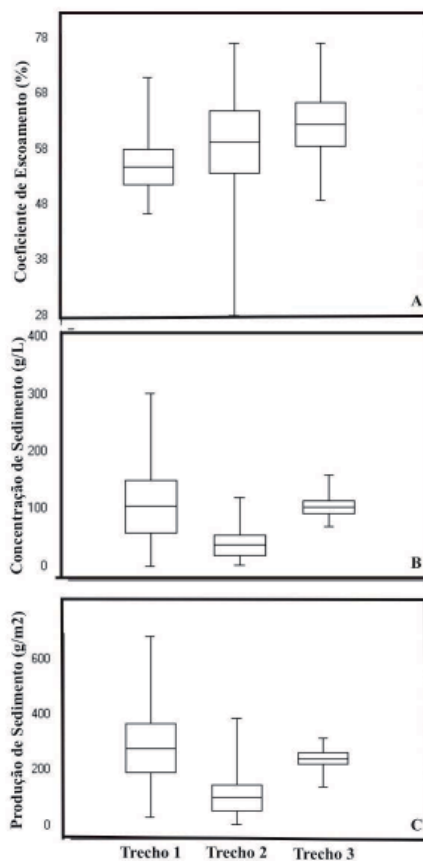 Coeficiente de Escoamento (%)
78
68
58
48
38
28
A
Concentração de Sedimento (g/L)
400
300
200
100
0
B
Produção de Sedimento (g/m2)
600
400
200
0
C
Trecho 1 Trecho 2 Trecho 3